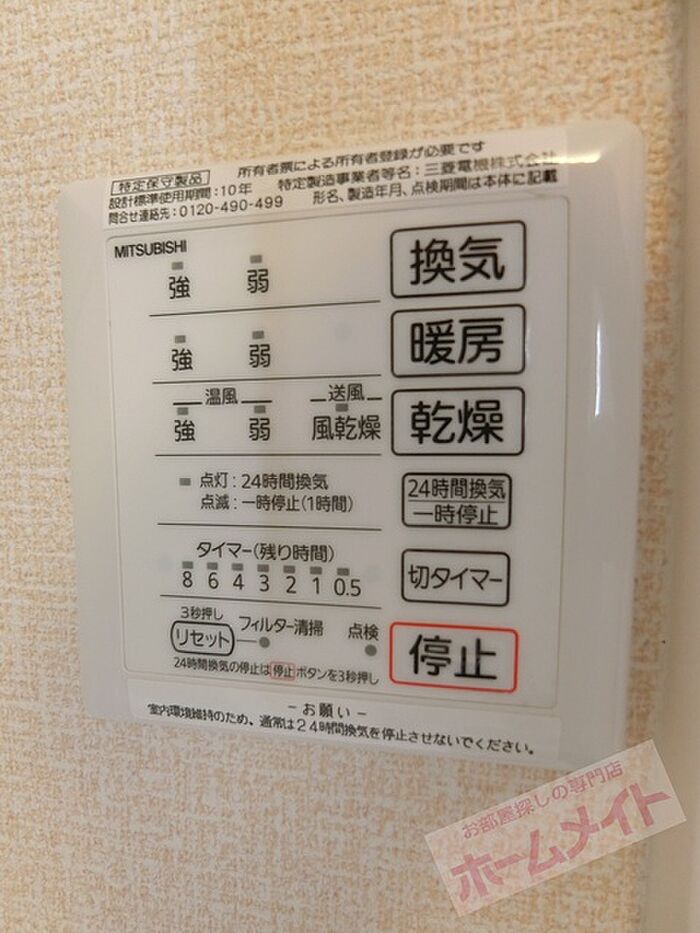 特定保守製品 所有者票による所有者登録が必要です
設計標準使用期間:10年 特定製造事業者等名:三菱電機株式会社
問合せ連絡先:0120-490-499 形名、製造年月、点検期間は本体に記載
MITSUBISHI
強 弱 換気
強 弱 暖房
温風 送風
強 弱 風乾燥 乾燥
点灯:24時間換気
点滅:一時停止(1時間)
24時間換気
一時停止
タイマー(残り時間)
8 6 4 3 2 1 0.5
切タイマー
3秒押し
リセット フィルター清掃 点検
停止
24時間換気の停止は停止ボタンを3秒押し
-お願い-
室内環境維持のため、通常は24時間換気を停止させないでください。
お部屋探しの専門店
ホームメイト